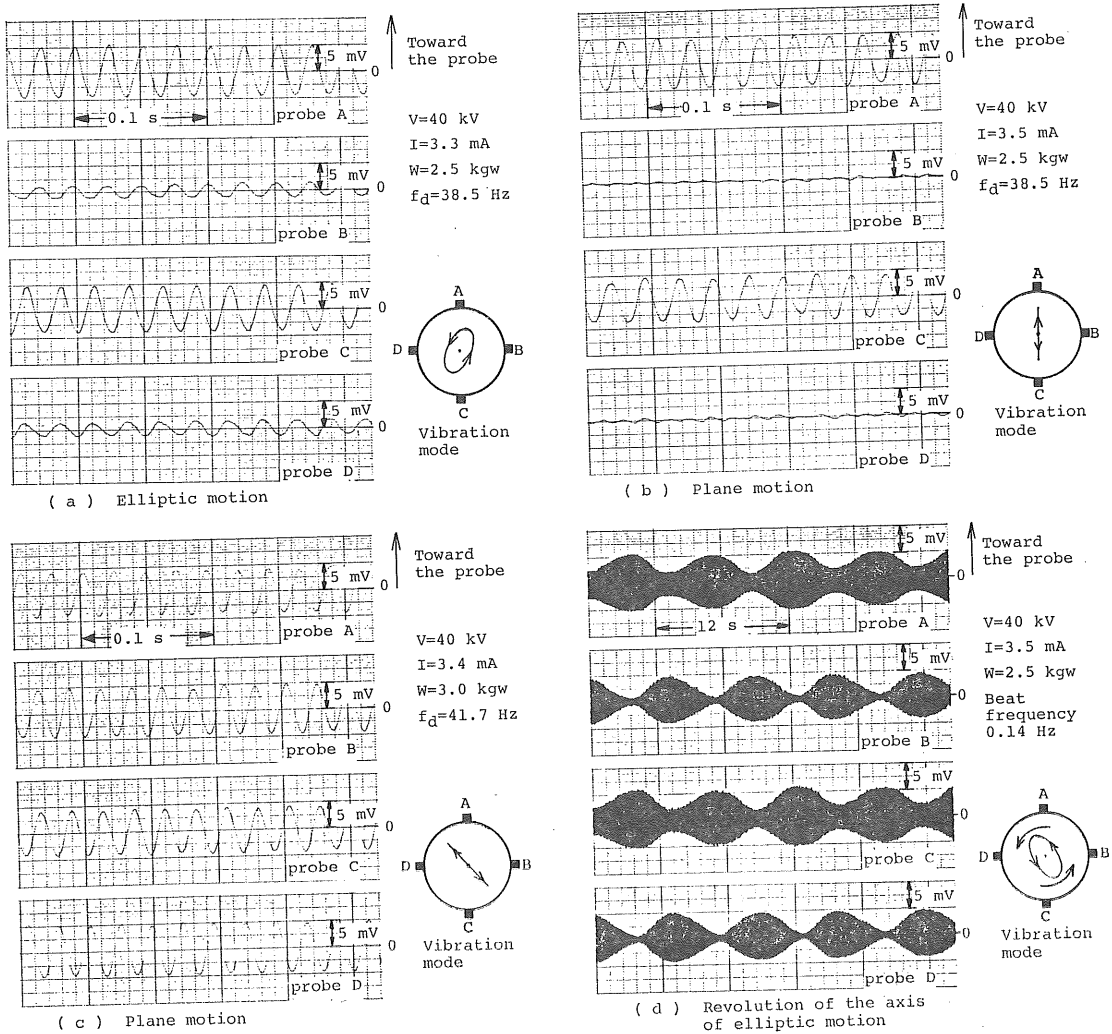 5 mV
0
0.1 s
probe A
5 mV
0
probe B
5 mV
0
probe C
5 mV
0
probe D
Toward
the probe
V=40 kV
I=3.3 mA
W=2.5 kgw
fd=38.5 Hz
A
D
B
C
Vibration
mode
( a ) Elliptic motion
5 mV
0
0.1 s
probe A
5 mV
0
probe B
5 mV
0
probe C
5 mV
0
probe D
Toward
the probe
V=40 kV
I=3.5 mA
W=2.5 kgw
fd=38.5 Hz
A
D
B
C
Vibration
mode
( b ) Plane motion
5 mV
0
0.1 s
probe A
5 mV
0
probe B
5 mV
0
probe C
5 mV
0
probe D
Toward
the probe
V=40 kV
I=3.4 mA
W=3.0 kgw
fd=41.7 Hz
A
D
B
C
Vibration
mode
( c ) Plane motion
5 mV
0
12 s
probe A
5 mV
0
probe B
5 mV
0
probe C
5 mV
0
probe D
Toward
the probe
V=40 kV
I=3.5 mA
W=2.5 kgw
Beat
frequency
0.14 Hz
A
D
B
C
Vibration
mode
( d ) Revolution of the axis
of elliptic motion